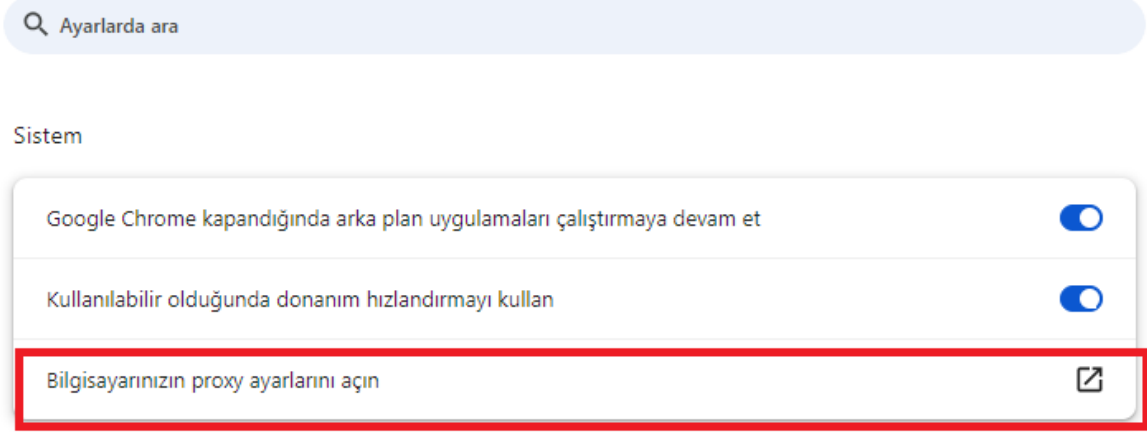 Ayarlarda ara
Sistem
Google Chrome kapandığında arka plan uygulamaları çalıştırmaya devam et
Kullanılabilir olduğunda donanım hızlandırmayı kullan
Bilgisayarınızın proxy ayarlarını açın